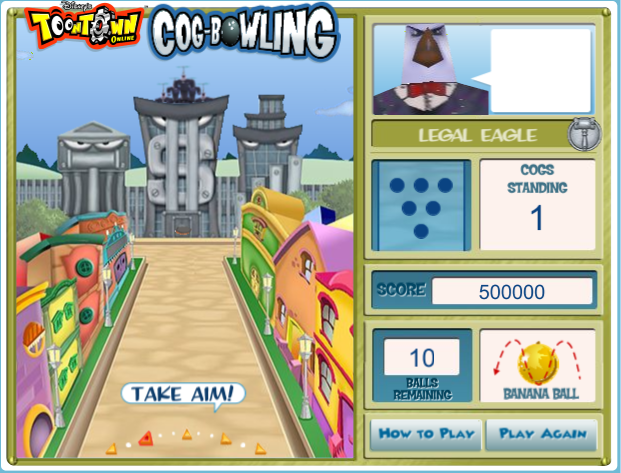 Disney's
TOONTOWN
ONLINE
COG-BOWLING
LEGAL EAGLE
COGS
STANDING
1
SCORE 500000
10
BALLS
REMAINING
BANANA BALL
TAKE AIM!
HOW TO PLAY
PLAY AGAIN